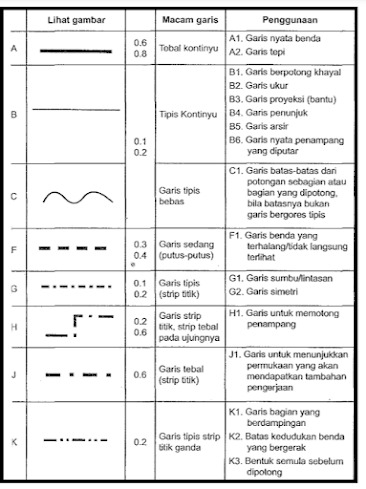 Lihat gambar
Macam garis
Penggunaan
A
0.6
0.8
Tobal kontinyu
A1. Garis nyata benda
A2. Garis tepi
B
0.1
0.2
Tipis Kontinyu
B1. Garis berpotong khayal
B2. Garis ukur
B3. Garis proyeksi (bantu)
B4. Garis penunjuk
B5. Garis arsir
B6. Garis nyata penampang
yang diputar
C
Garis tipis
bebas
C1. Garis batas-batas dari
potongan sebagian atau
bagian yang dipotong,
bila batasnya bukan
garis bergores tipis
F
0.3
0.4
Garis sedang
(putus-putus)
F1. Garis benda yang
terhalang/tidak langsung
terlihat
G
0.1
0.2
Garis tipis
(strip titik)
G1. Garis sumbu/lintasan
G2. Garis simetri
H
0.2
0.6
Garis strip
titik, strip tebal
pada ujungnya
H1. Garis untuk memotong
penampang
J
0.6
Garis tebal
(strip titik)
J1. Garis untuk menunjukkan
permukaan yang akan
mendapatkan tambahan
pengerjaan
K
0.2
Garis tipis strip
titik ganda
K1. Garis bagian yang
berdampingan
K2. Batas kedudukan benda
yang bergerak
K3. Bentuk semula sebelum
dipotong